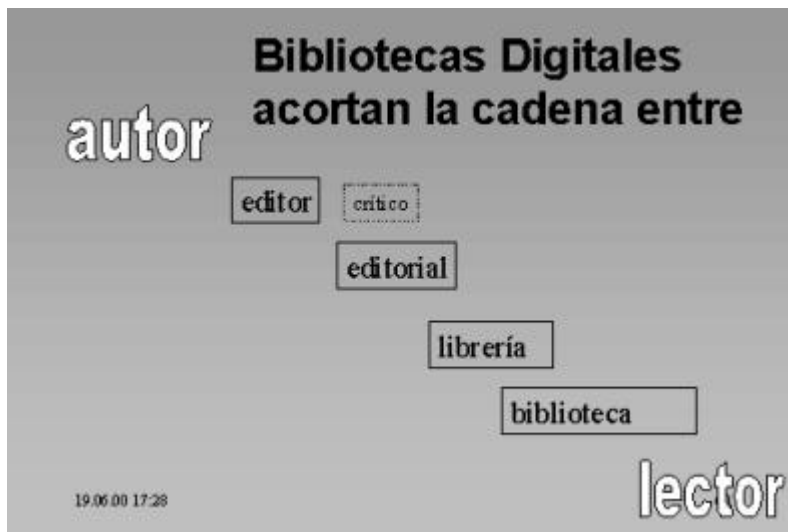 Bibliotecas Digitales
acortan la cadena entre
autor
editor
crítico
editorial
librería
biblioteca
lector
19.06.00 17:28